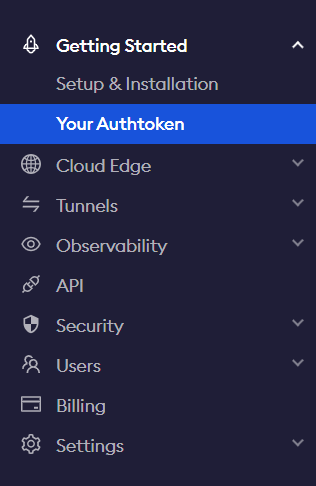 Getting Started
Setup & Installation
Your Authtoken
Cloud Edge
Tunnels
Observability
API
Security
Users
Billing
Settings